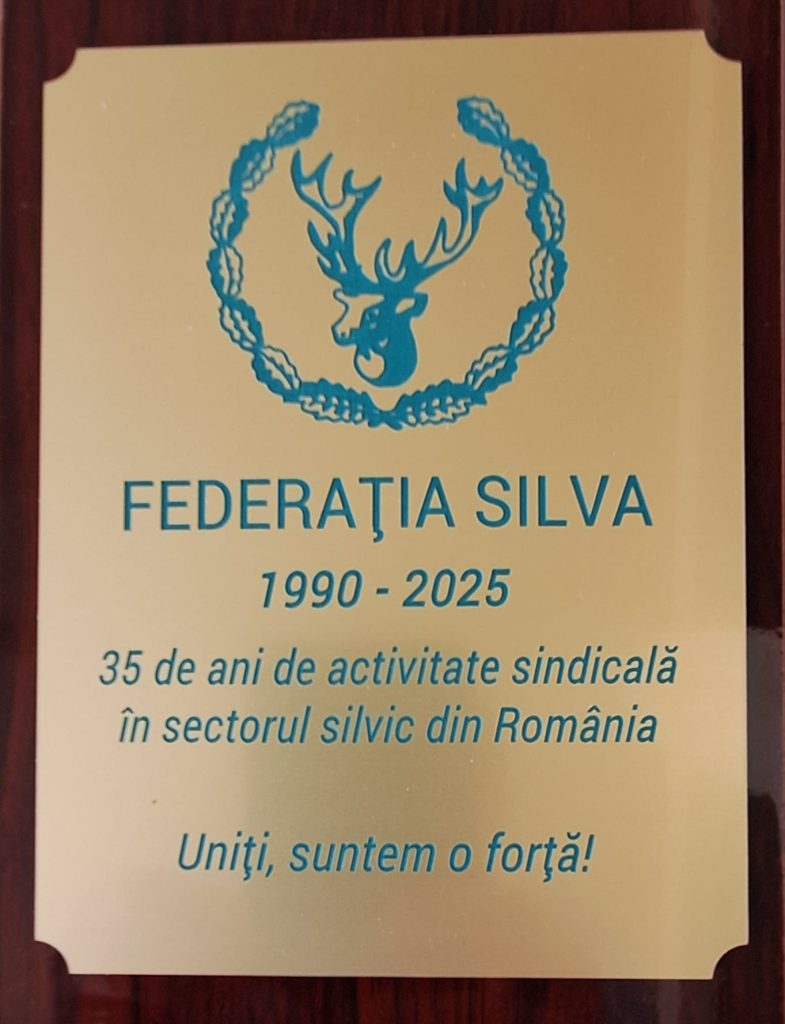 FEDERAŢIA SILVA
1990 - 2025
35 de ani de activitate sindicală
în sectorul silvic din România
Uniţi, suntem o forţă!